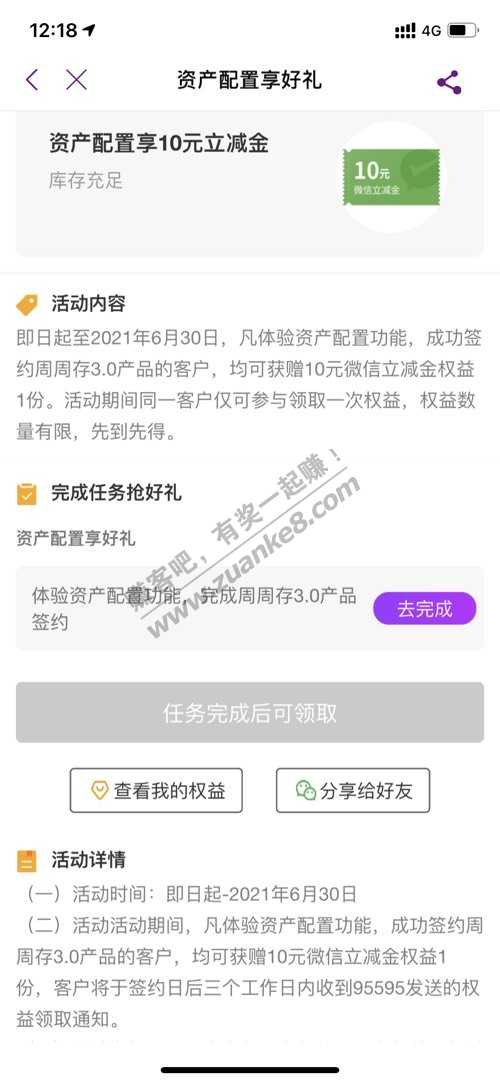 12:18
4G
资产配置享好礼
资产配置享10元立减金
库存充足
10元
微信立减金
活动内容
即日起至2021年6月30日，凡体验资产配置功能，成功签
约周周存3.0产品的客户，均可获赠10元微信立减金权益
1份。活动期间同一客户仅可参与领取一次权益，权益数
量有限，先到先得。
完成任务抢好礼
资产配置享好礼
体验资产配置功能，完成周周存3.0产品
签约
去完成
赚客吧，有奖一起赚！
www.zuanke8.com
任务完成后可领取
查看我的权益
分享给好友
活动详情
（一）活动时间：即日起-2021年6月30日
（二）活动活动期间，凡体验资产配置功能，成功签约周
周存3.0产品的客户，均可获赠10元微信立减金权益1
份，客户将于签约日后三个工作日内收到95595发送的权
益领取通知。